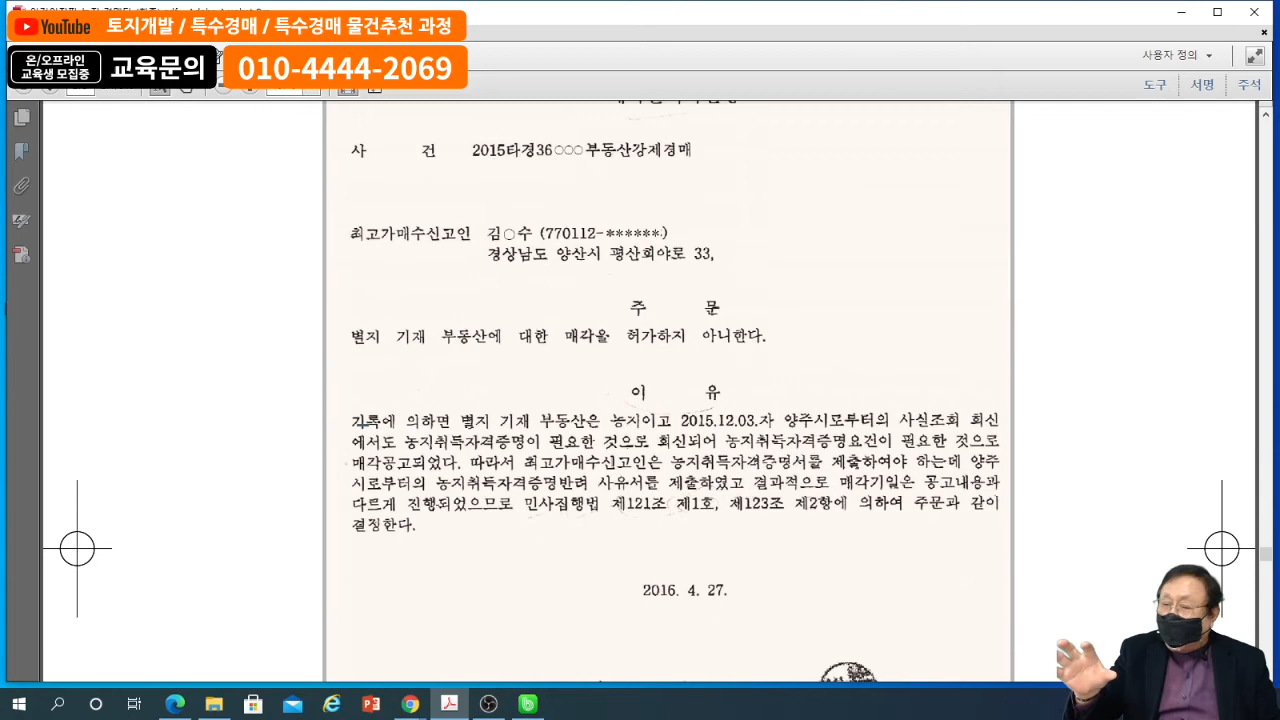 YouTube 토지개발 / 특수경매 / 특수경매 물건추천 과정
온/오프라인
교육생 모집중
교육문의
010-4444-2069
사용자 정의
도구 서명 주석
사 건 2015타경36○○○부동산강제경매
최고가매수신고인 김○수 (770112-******)
경상남도 양산시 평산회야로 33,
주 문
별지 기재 부동산에 대한 매각을 허가하지 아니한다.
이 유
기록에 의하면 별지 기재 부동산은 농지이고 2015.12.03.자 양주시로부터의 사실조회 회신
에서도 농지취득자격증명이 필요한 것으로 회신되어 농지취득자격증명요건이 필요한 것으로
매각공고되었다. 따라서 최고가매수신고인은 농지취득자격증명서를 제출하여야 하는데 양주
시로부터의 농지취득자격증명반려 사유서를 제출하였고 결과적으로 매각기일은 공고내용과
다르게 진행되었으므로 민사집행법 제121조 제1호, 제123조 제2항에 의하여 주문과 같이
결정한다.
2016. 4. 27.